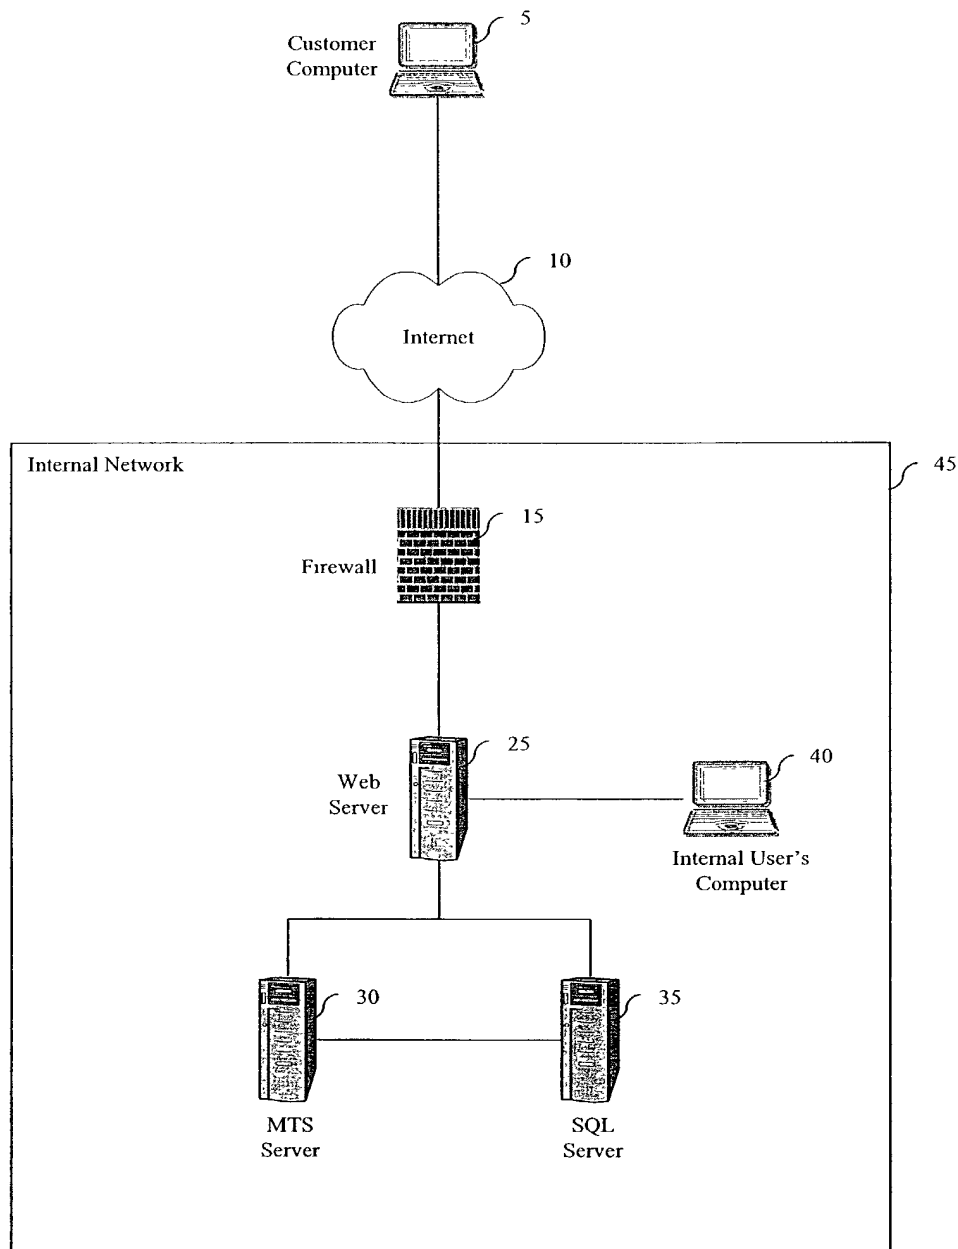 5
Customer
Computer
10
Internet
Internal Network
45
15
Firewall
25
Web
Server
40
Internal User's
Computer
30
35
MTS
Server
SQL
Server